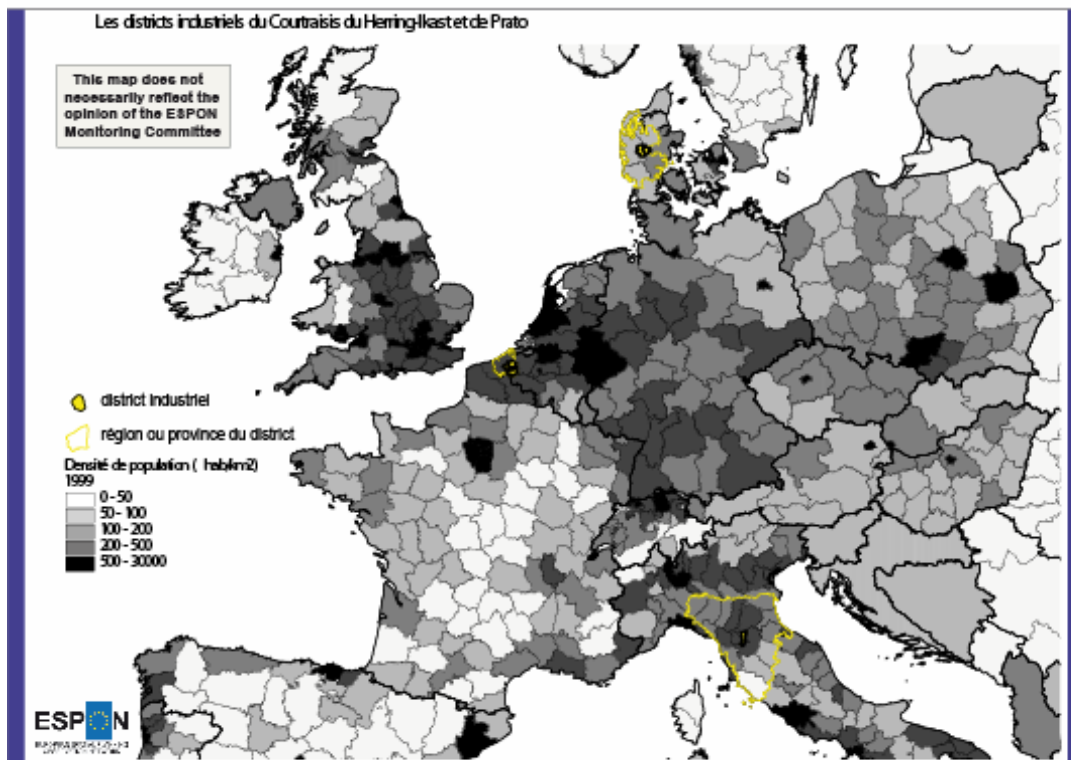 Les districts industriels du Courtraisis du Herring-Ikast et de Prato
This map does not
necessarily reflect the
opinion of the ESPON
Monitoring Committee
district industriel
région ou province du district
Densité de population ( hab/km2)
1999
0 - 50
50 - 100
100 - 200
200 - 500
500 - 30000
ESPON